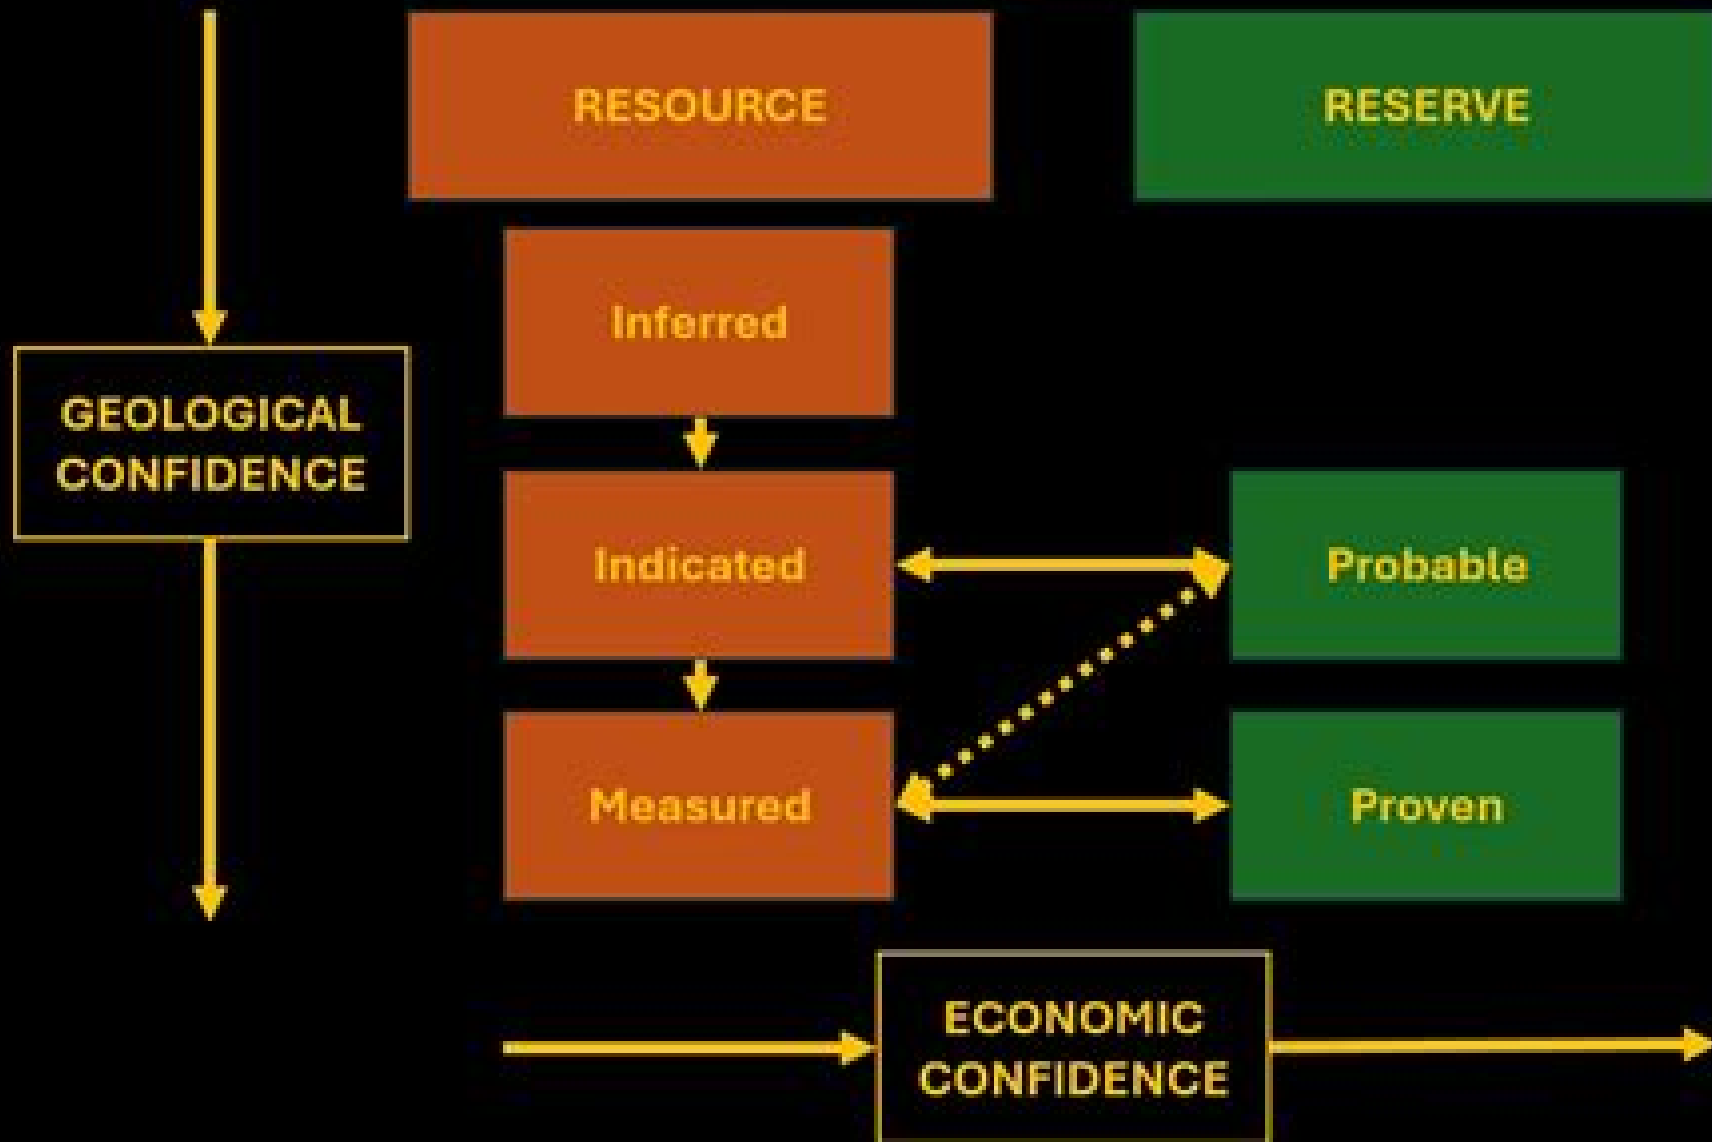 RESOURCE
RESERVE
Inferred
GEOLOGICAL
CONFIDENCE
Indicated
Probable
Measured
Proven
ECONOMIC
CONFIDENCE